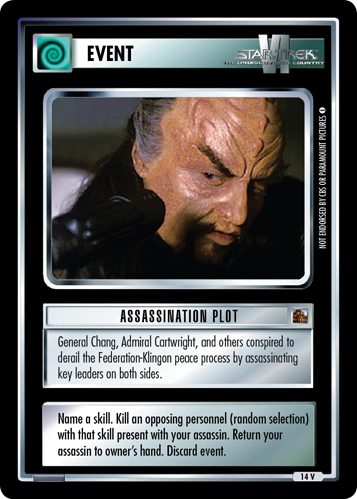 EVENT
STAR TREK
VI
THE UNDISCOVERED COUNTRY
NOT ENDORSED BY CBS OR PARAMOUNT PICTURES
ASSASSINATION PLOT
General Chang, Admiral Cartwright, and others conspired to
derail the Federation-Klingon peace process by assassinating
key leaders on both sides.
Name a skill. Kill an opposing personnel (random selection)
with that skill present with your assassin. Return your
assassin to owner's hand. Discard event.
14 V